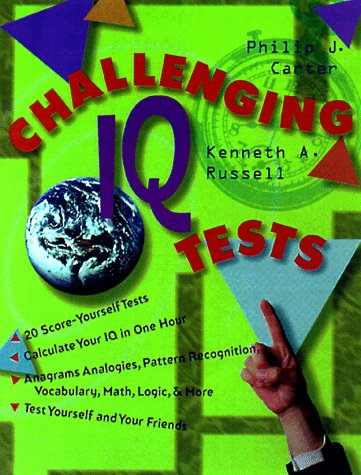 Philip J.
Carter
CHALLENGING
IQ
Kenneth A.
Russell
TESTS
20 Score-Yourself Tests
Calculate Your IQ in One Hour
Anagrams Analogies, Pattern Recognition,
Vocabulary, Math, Logic, & More
Test Yourself and Your Friends